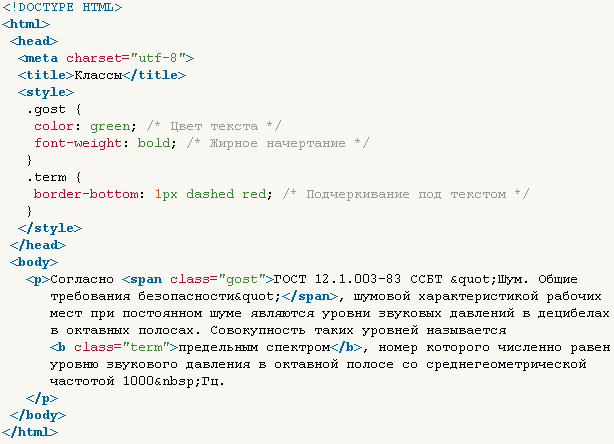 <!DOCTYPE HTML>
<html>
 <head>
  <meta charset="utf-8">
  <title>Классы</title>
  <style>
   .gost {
    color: green; /* Цвет текста */
    font-weight: bold; /* Жирное начертание */
   }
   .term {
    border-bottom: 1px dashed red; /* Подчеркивание под текстом */
   }
  </style>
 </head>
 <body>
   <p>Согласно <span class="gost">ГОСТ 12.1.003-83 ССБТ &quot;Шум. Общие
      требования безопасности&quot;</span>, шумовой характеристикой рабочих
      мест при постоянном шуме являются уровни звуковых давлений в децибелах
      в октавных полосах. Совокупность таких уровней называется
      <b class="term">предельным спектром</b>, номер которого численно равен
      уровню звукового давления в октавной полосе со среднегеометрической
      частотой 1000&nbsp;Гц.
   </p>
 </body>
</html>